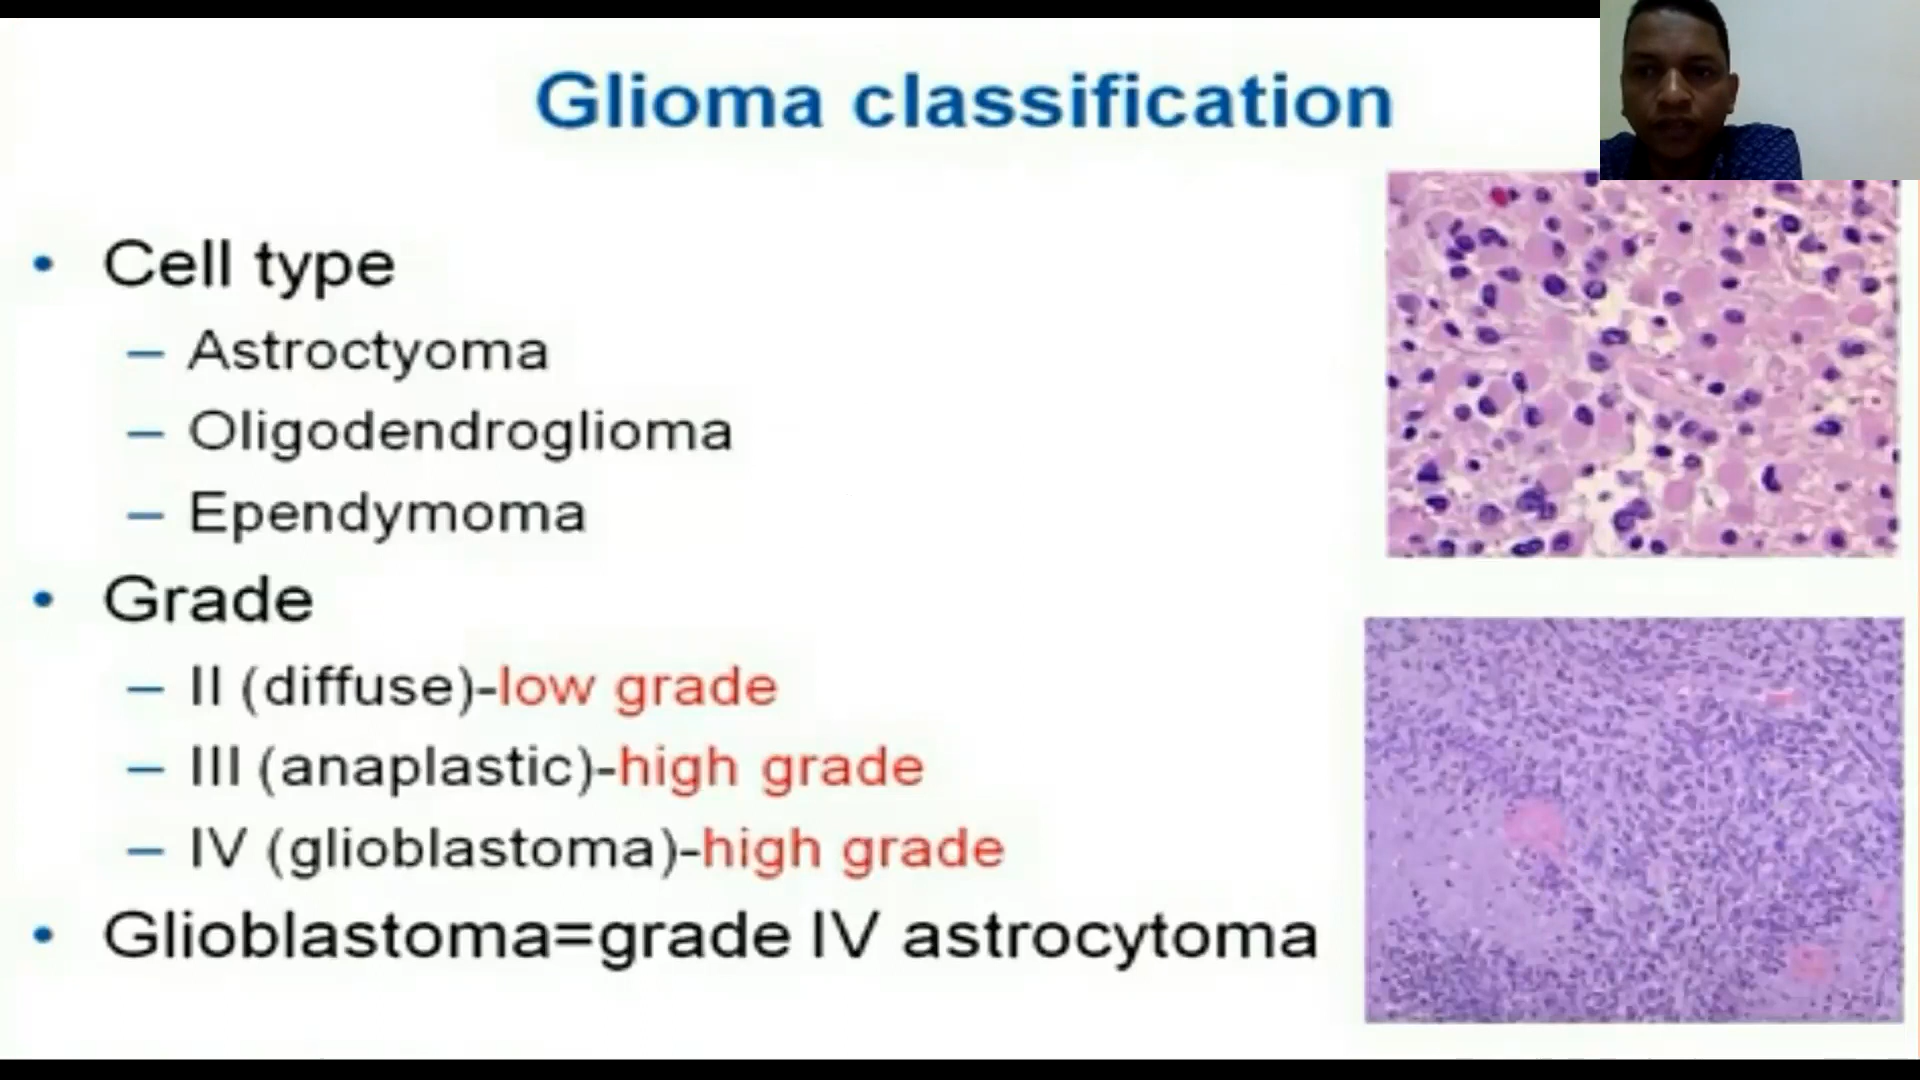 Glioma classification
• Cell type
– Astroctyoma
– Oligodendroglioma
– Ependymoma
• Grade
– II (diffuse)-low grade
– III (anaplastic)-high grade
– IV (glioblastoma)-high grade
• Glioblastoma=grade IV astrocytoma